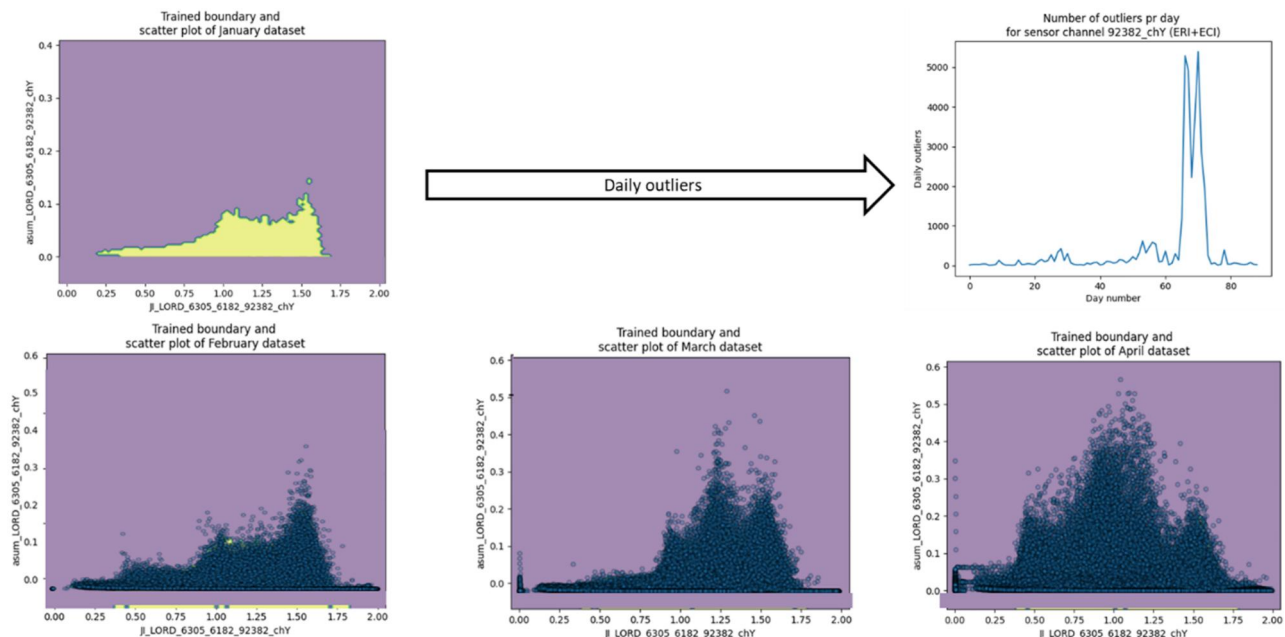 Trained boundary and
scatter plot of January dataset
0.4
0.3
0.2
0.1
0.0
asum_LORD_6305_6182_92382_chY
0.00 0.25 0.50 0.75 1.00 1.25 1.50 1.75 2.00
JI_LORD_6305_6182_92382_chY
Daily outliers
Number of outliers pr day
for sensor channel 92382_chY (ERI+ECI)
5000
4000
3000
2000
1000
0
Daily outliers
0 20 40 60 80
Day number
Trained boundary and
scatter plot of February dataset
0.6
0.5
0.4
0.3
0.2
0.1
0.0
asum_LORD_6305_6182_92382_chY
0.00 0.25 0.50 0.75 1.00 1.25 1.50 1.75 2.00
JI_LORD_6305_6182_92382_chY
Trained boundary and
scatter plot of March dataset
0.6
0.5
0.4
0.3
0.2
0.1
0.0
asum_LORD_6305_6182_92382_chY
0.00 0.25 0.50 0.75 1.00 1.25 1.50 1.75 2.00
JI_LORD_6305_6182_92382_chY
Trained boundary and
scatter plot of April dataset
0.6
0.5
0.4
0.3
0.2
0.1
0.0
asum_LORD_6305_6182_92382_chY
0.00 0.25 0.50 0.75 1.00 1.25 1.50 1.75 2.00
JI_LORD_6305_6182_92382_chY